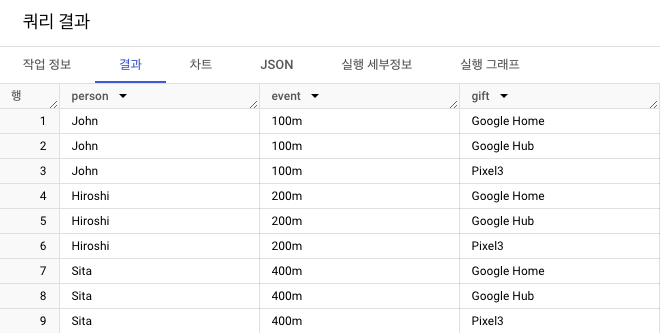 쿼리 결과
작업 정보 결과 차트 JSON 실행 세부정보 실행 그래프
행 person event gift
1 John 100m Google Home
2 John 100m Google Hub
3 John 100m Pixel3
4 Hiroshi 200m Google Home
5 Hiroshi 200m Google Hub
6 Hiroshi 200m Pixel3
7 Sita 400m Google Home
8 Sita 400m Google Hub
9 Sita 400m Pixel3